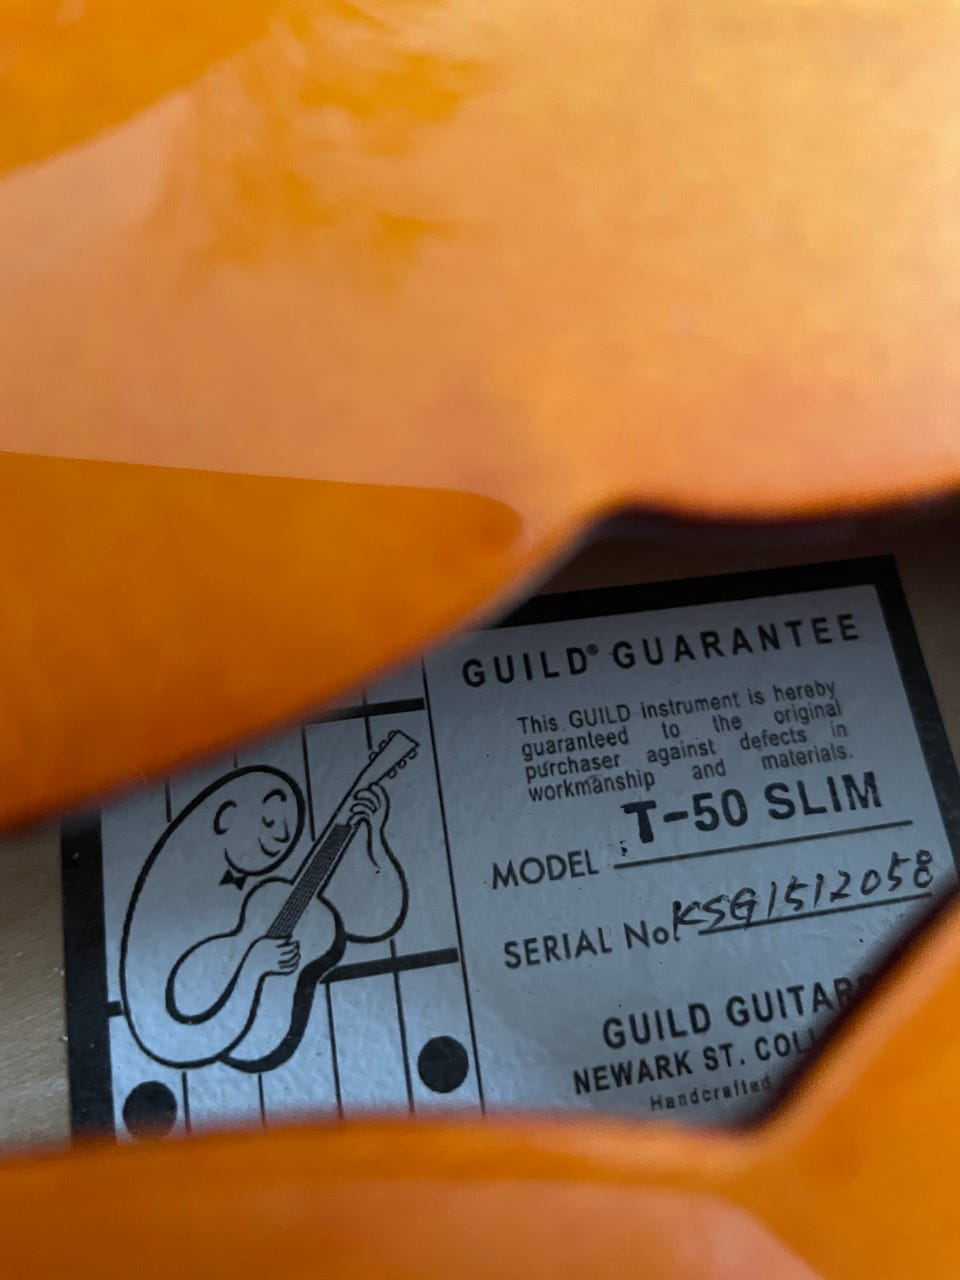 GUILD® GUARANTEE
This GUILD instrument is hereby
guaranteed to the original
purchaser against defects in
workmanship and materials.
MODEL T-50 SLIM
SERIAL No. KSG1512058
GUILD GUITAR
NEWARK ST. COL
Handcrafted